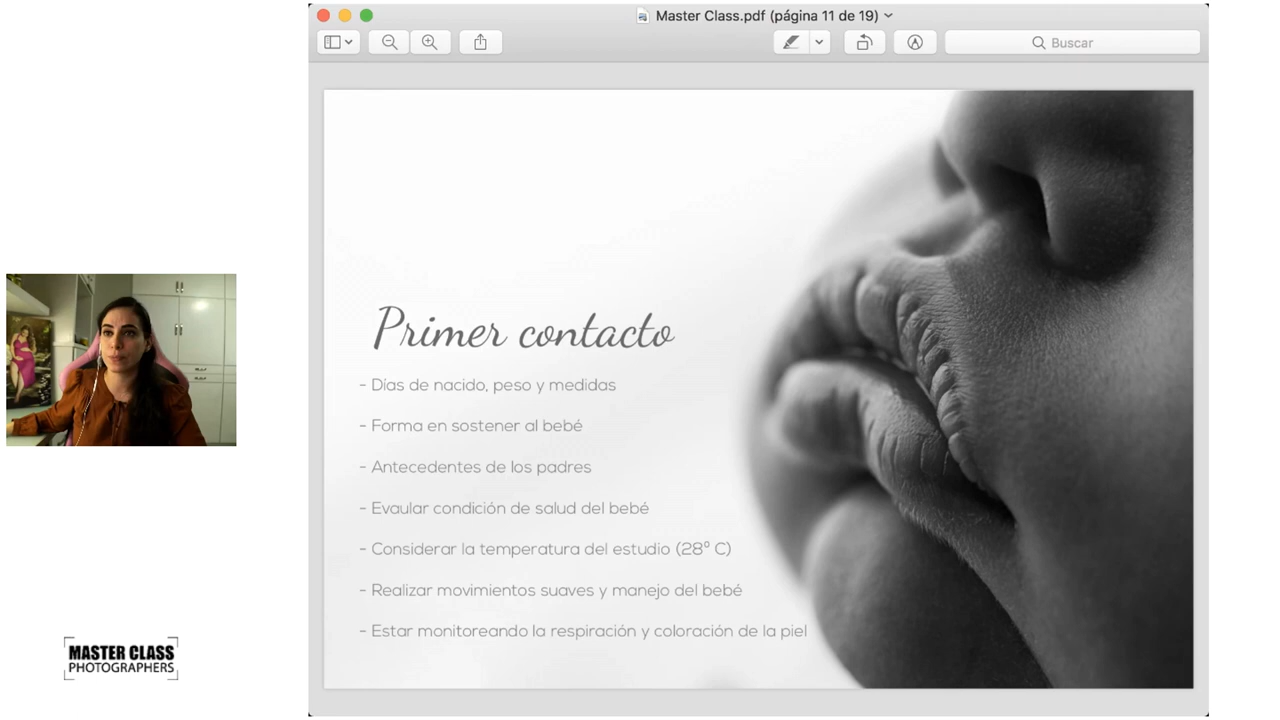 Master Class.pdf (página 11 de 19)
Buscar
Primer contacto
- Días de nacido, peso y medidas
- Forma en sostener al bebé
- Antecedentes de los padres
- Evaular condición de salud del bebé
- Considerar la temperatura del estudio (28º C)
- Realizar movimientos suaves y manejo del bebé
- Estar monitoreando la respiración y coloración de la piel
MASTER CLASS
PHOTOGRAPHERS